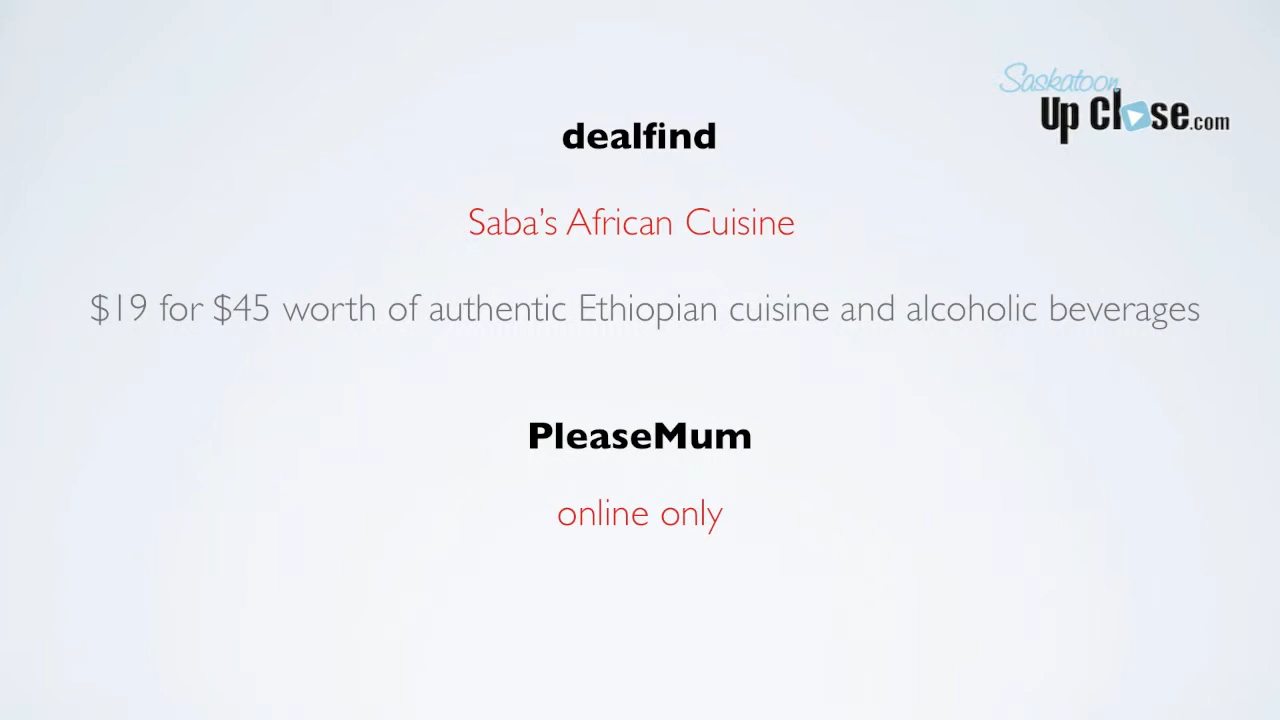 Saskatoon
Up Close.com
dealfind
Saba's African Cuisine
$19 for $45 worth of authentic Ethiopian cuisine and alcoholic beverages
PleaseMum
online only